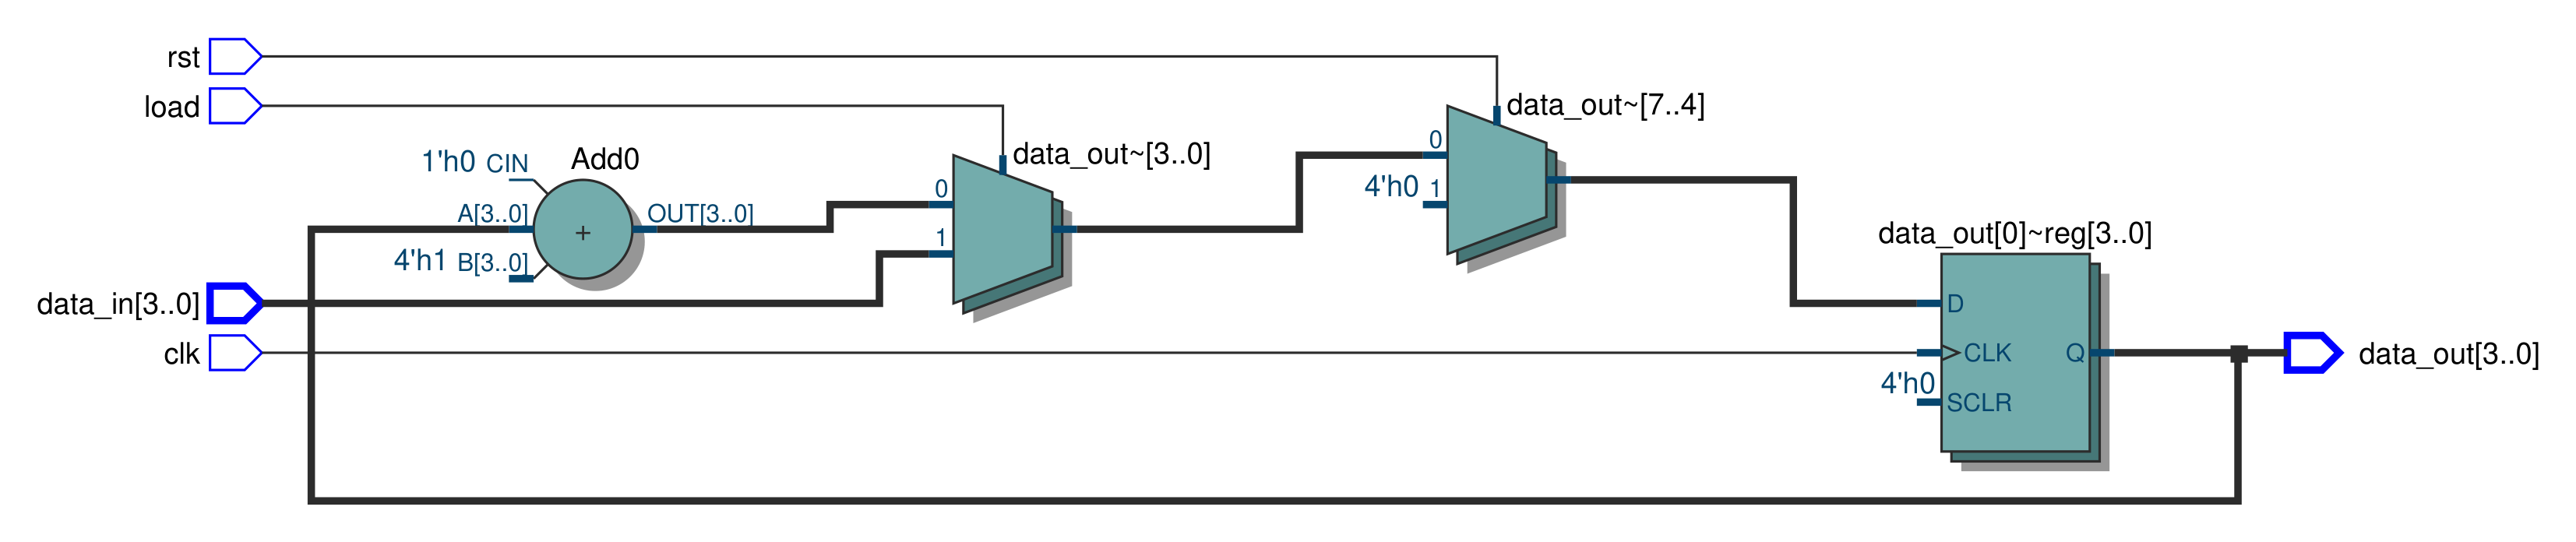 rst
load
data_out~[7..4]
0
4'h0 1
1'h0 CIN
Add0
data_out~[3..0]
0
A[3..0]
OUT[3..0]
1
4'h1 B[3..0]
+
data_out[0]~reg[3..0]
data_in[3..0]
D
clk
CLK
Q
data_out[3..0]
4'h0
SCLR